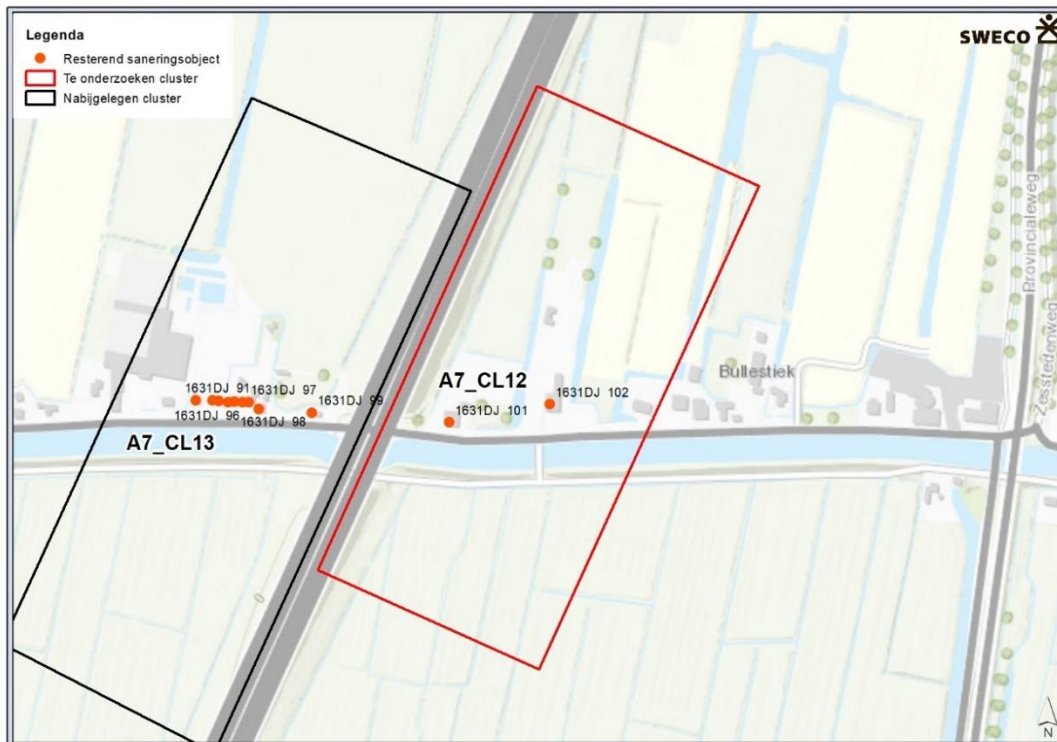 Legenda
Resterend saneringsobject
Te onderzoeken cluster
Nabijgelegen cluster
SWECO
Provincialeweg
Zesstedenweg
Bullestiek
A7_CL12
1631DJ 102
1631DJ 101
1631DJ 91
1631DJ 97
1631DJ 99
1631DJ 96
1631DJ 98
A7_CL13
0
N